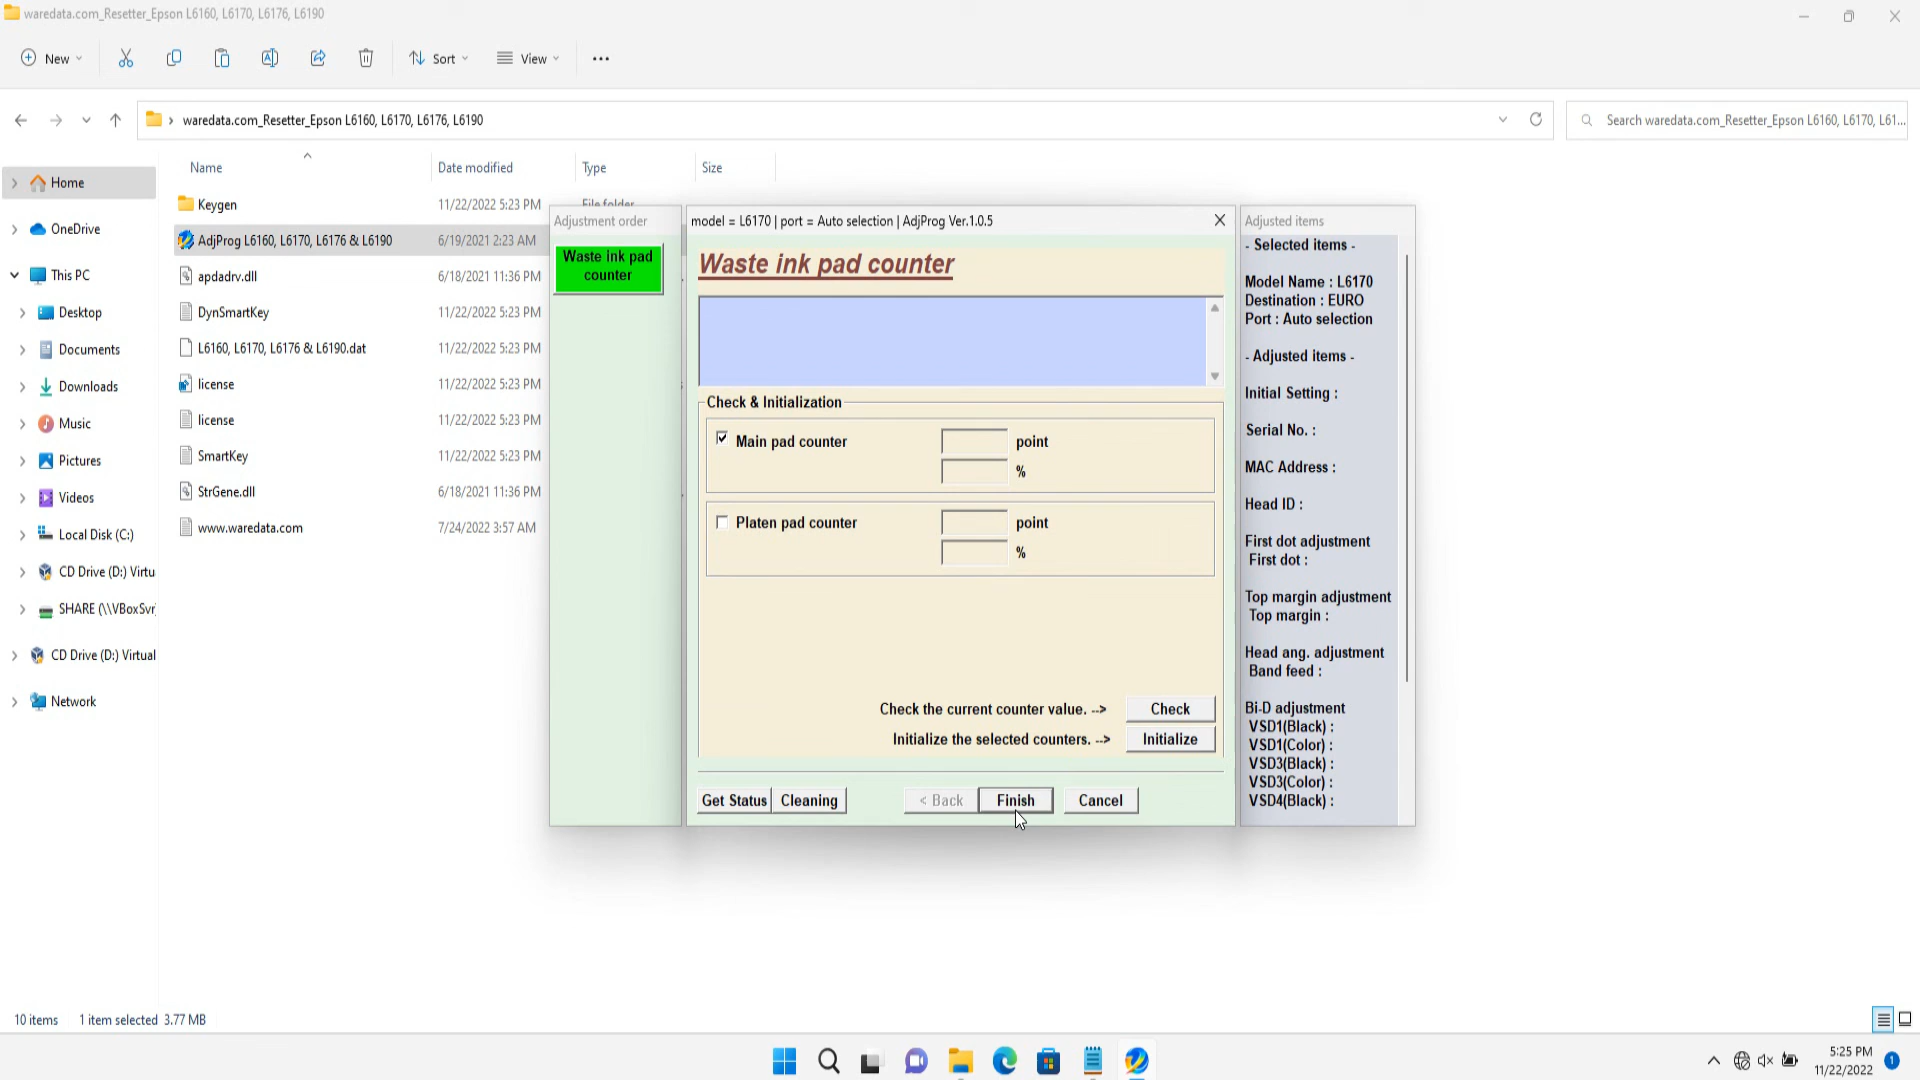 waredata.com_Resetter_Epson L6160, L6170, L6176, L6190
New
Sort
View
waredata.com_Resetter_Epson L6160, L6170, L6176, L6190
Search waredata.com_Resetter_Epson L6160, L6170, L61...
Name
Date modified
Type
Size
Home
OneDrive
This PC
Desktop
Documents
Downloads
Music
Pictures
Videos
Local Disk (C:)
CD Drive (D:) Virtu
SHARE (\\VBoxSvr
CD Drive (D:) Virtual
Network
Keygen 11/22/2022 5:23 PM File folder
AdjProg L6160, L6170, L6176 & L6190 6/19/2021 2:23 AM
apdadrv.dll 6/18/2021 11:36 PM
DynSmartKey 11/22/2022 5:23 PM
L6160, L6170, L6176 & L6190.dat 11/22/2022 5:23 PM
license 11/22/2022 5:23 PM
license 11/22/2022 5:23 PM
SmartKey 11/22/2022 5:23 PM
StrGene.dll 6/18/2021 11:36 PM
www.waredata.com 7/24/2022 3:57 AM
Adjustment order
Waste ink pad
counter
model = L6170 | port = Auto selection | AdjProg Ver.1.0.5
Waste ink pad counter
Check & Initialization
Main pad counter
point
%
Platen pad counter
point
%
Check the current counter value. -->
Check
Initialize the selected counters. -->
Initialize
Get Status
Cleaning
< Back
Finish
Cancel
Adjusted items
- Selected items -
Model Name : L6170
Destination : EURO
Port : Auto selection
- Adjusted items -
Initial Setting :
Serial No. :
MAC Address :
Head ID :
First dot adjustment
First dot :
Top margin adjustment
Top margin :
Head ang. adjustment
Band feed :
Bi-D adjustment
VSD1(Black) :
VSD1(Color) :
VSD3(Black) :
VSD3(Color) :
VSD4(Black) :
10 items
1 item selected 3.77 MB
5:25 PM
11/22/2022
1